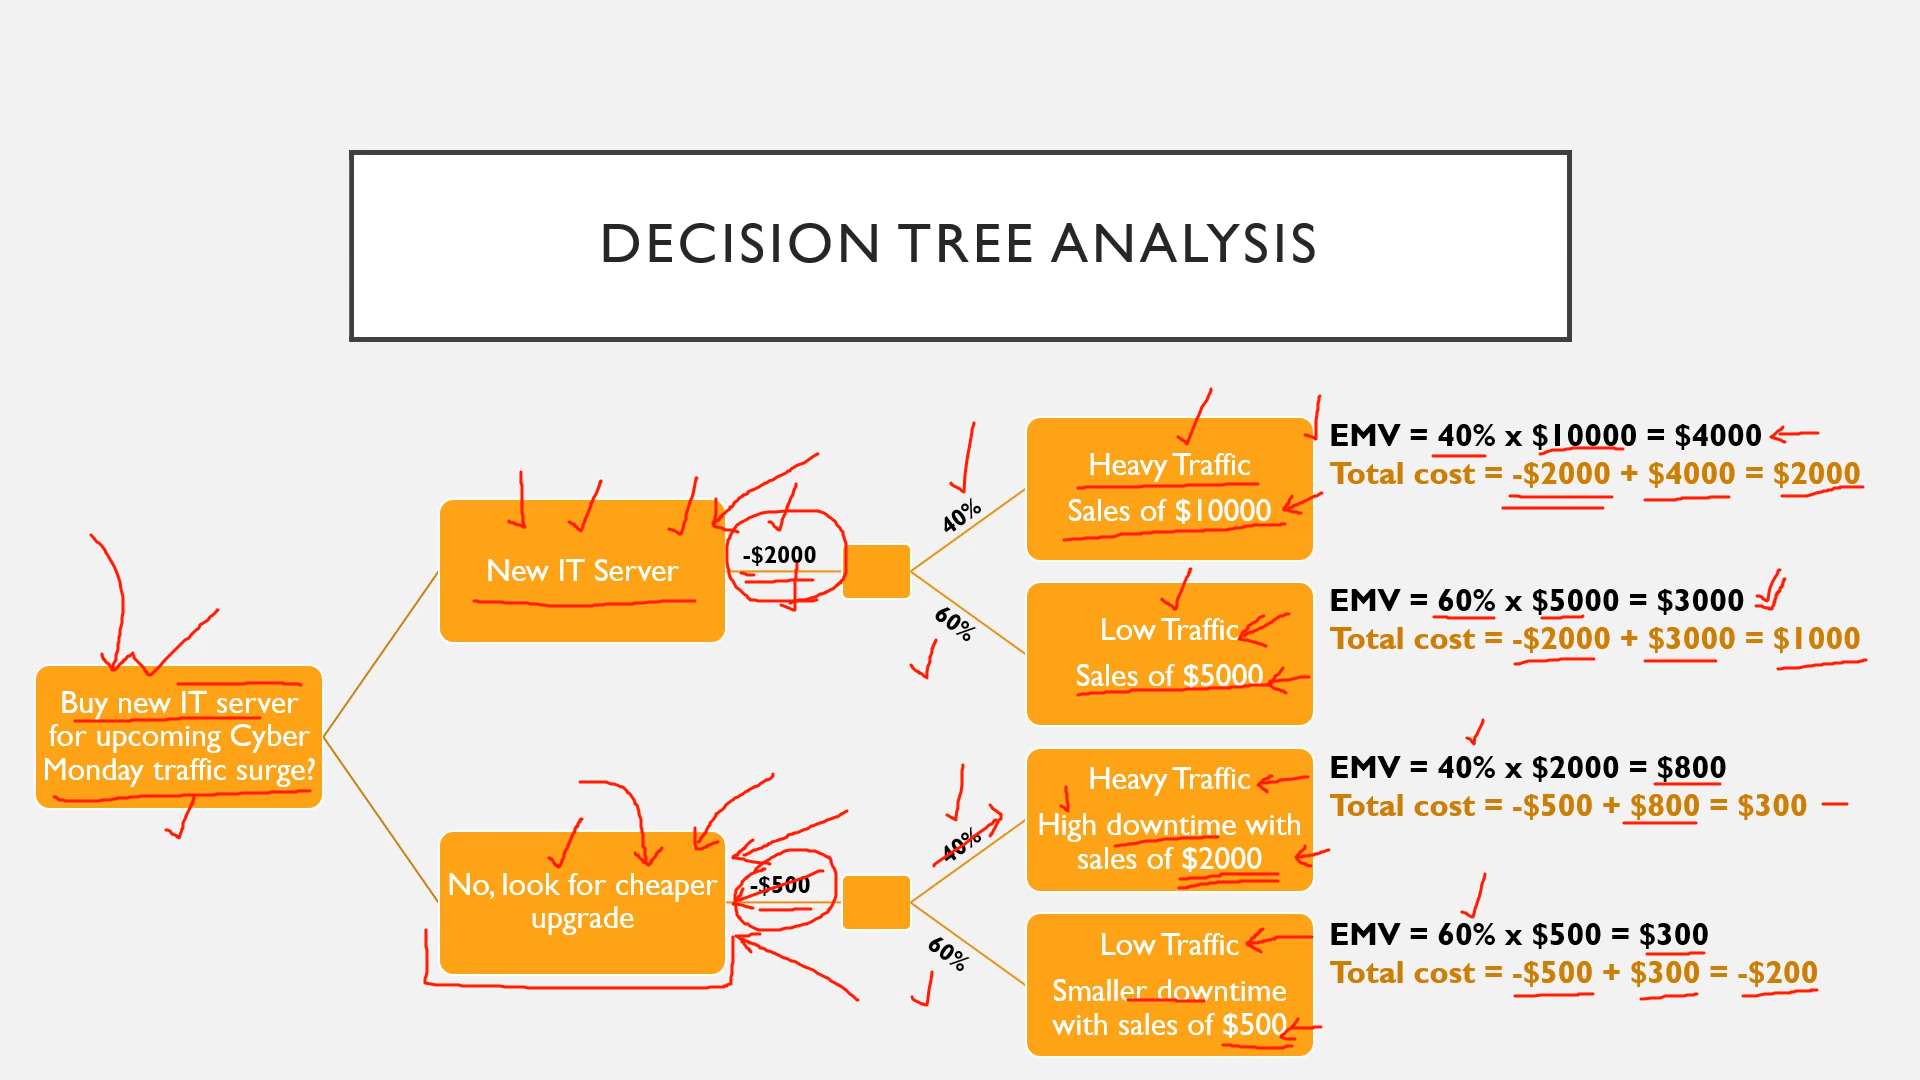 DECISION TREE ANALYSIS
Buy new IT server
for upcoming Cyber
Monday traffic surge?
New IT Server
-$2000
40%
60%
Heavy Traffic
Sales of $10000
EMV = 40% x $10000 = $4000
Total cost = -$2000 + $4000 = $2000
Low Traffic
Sales of $5000
EMV = 60% x $5000 = $3000
Total cost = -$2000 + $3000 = $1000
No, look for cheaper
upgrade
-$500
40%
60%
Heavy Traffic
High downtime with
sales of $2000
EMV = 40% x $2000 = $800
Total cost = -$500 + $800 = $300
Low Traffic
Smaller downtime
with sales of $500
EMV = 60% x $500 = $300
Total cost = -$500 + $300 = -$200